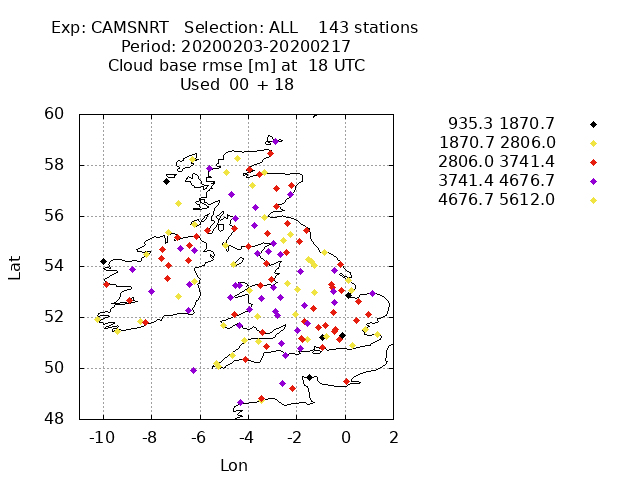 Exp: CAMSNRT Selection: ALL 143 stations
Period: 20200203-20200217
Cloud base rmse [m] at 18 UTC
Used 00 + 18
935.3 1870.7
1870.7 2806.0
2806.0 3741.4
3741.4 4676.7
4676.7 5612.0
60
58
56
54
52
50
48
Lat
-10 -8 -6 -4 -2 0 2
Lon